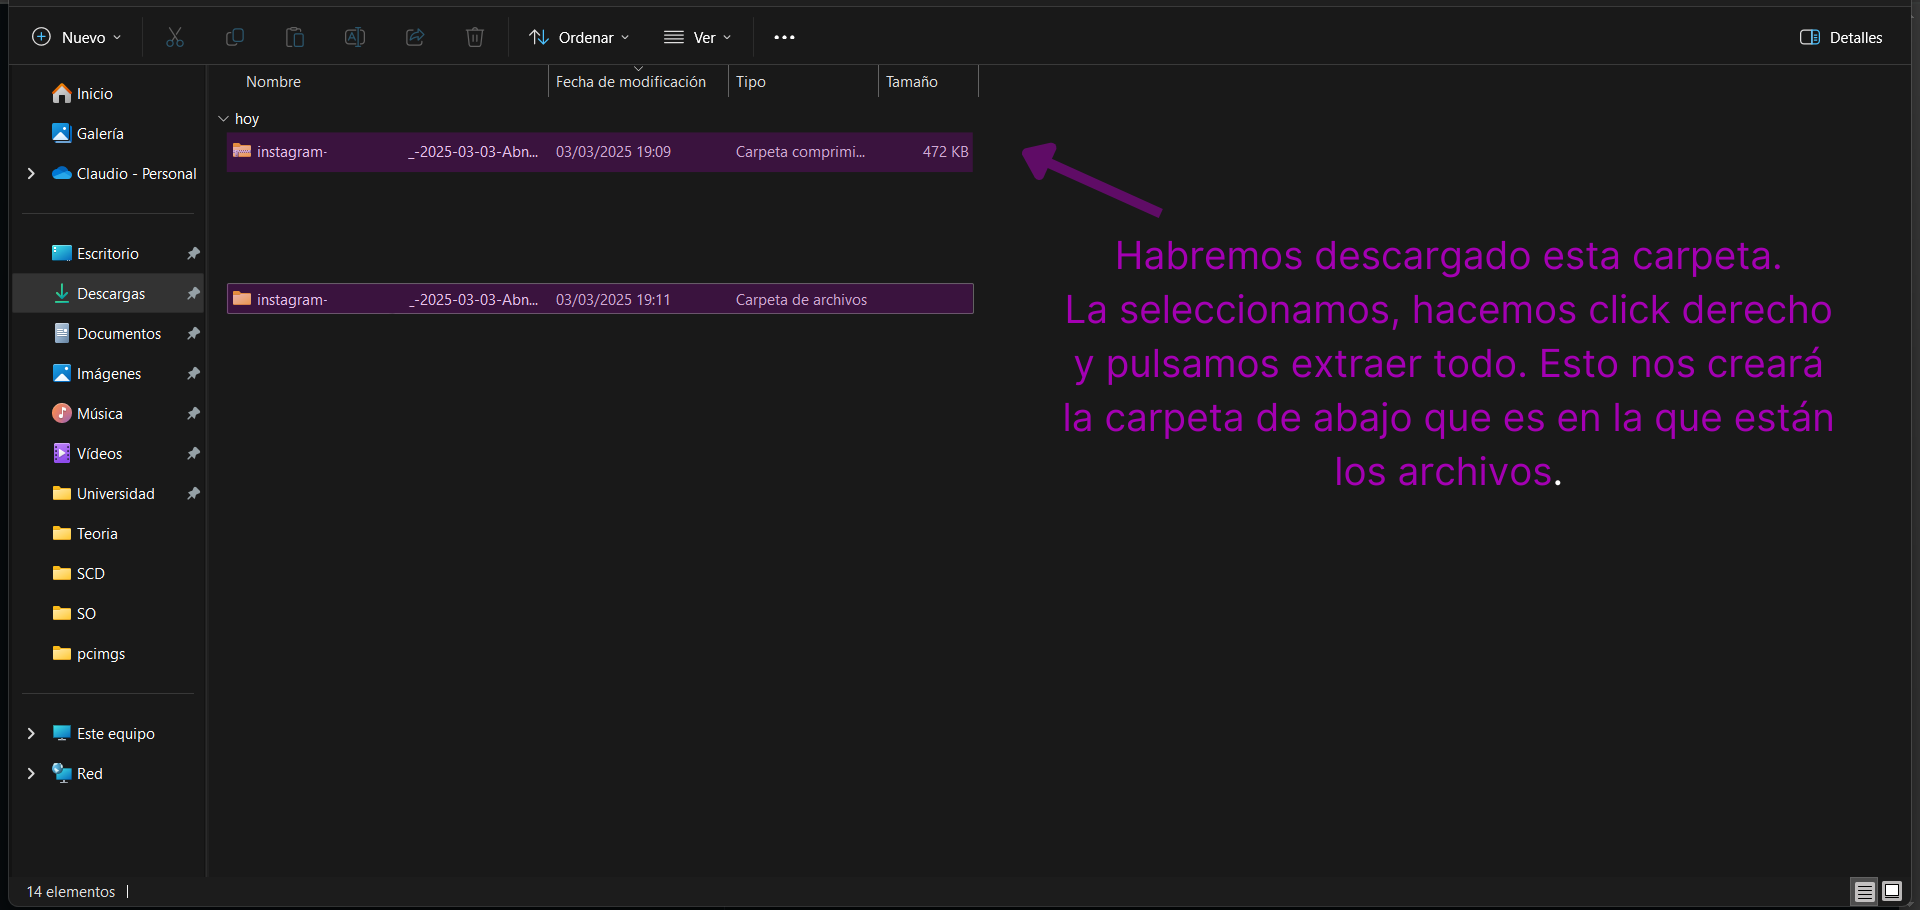 Nuevo
Ordenar
Ver
Detalles
Nombre
Fecha de modificación
Tipo
Tamaño
Inicio
Galería
Claudio - Personal
Escritorio
Descargas
Documentos
Imágenes
Música
Vídeos
Universidad
Teoria
SCD
SO
pcimgs
Este equipo
Red
hoy
instagram- _-2025-03-03-Abn... 03/03/2025 19:09 Carpeta comprimi... 472 KB
instagram- _-2025-03-03-Abn... 03/03/2025 19:11 Carpeta de archivos
Habremos descargado esta carpeta.
La seleccionamos, hacemos click derecho
y pulsamos extraer todo. Esto nos creará
la carpeta de abajo que es en la que están
los archivos.
14 elementos